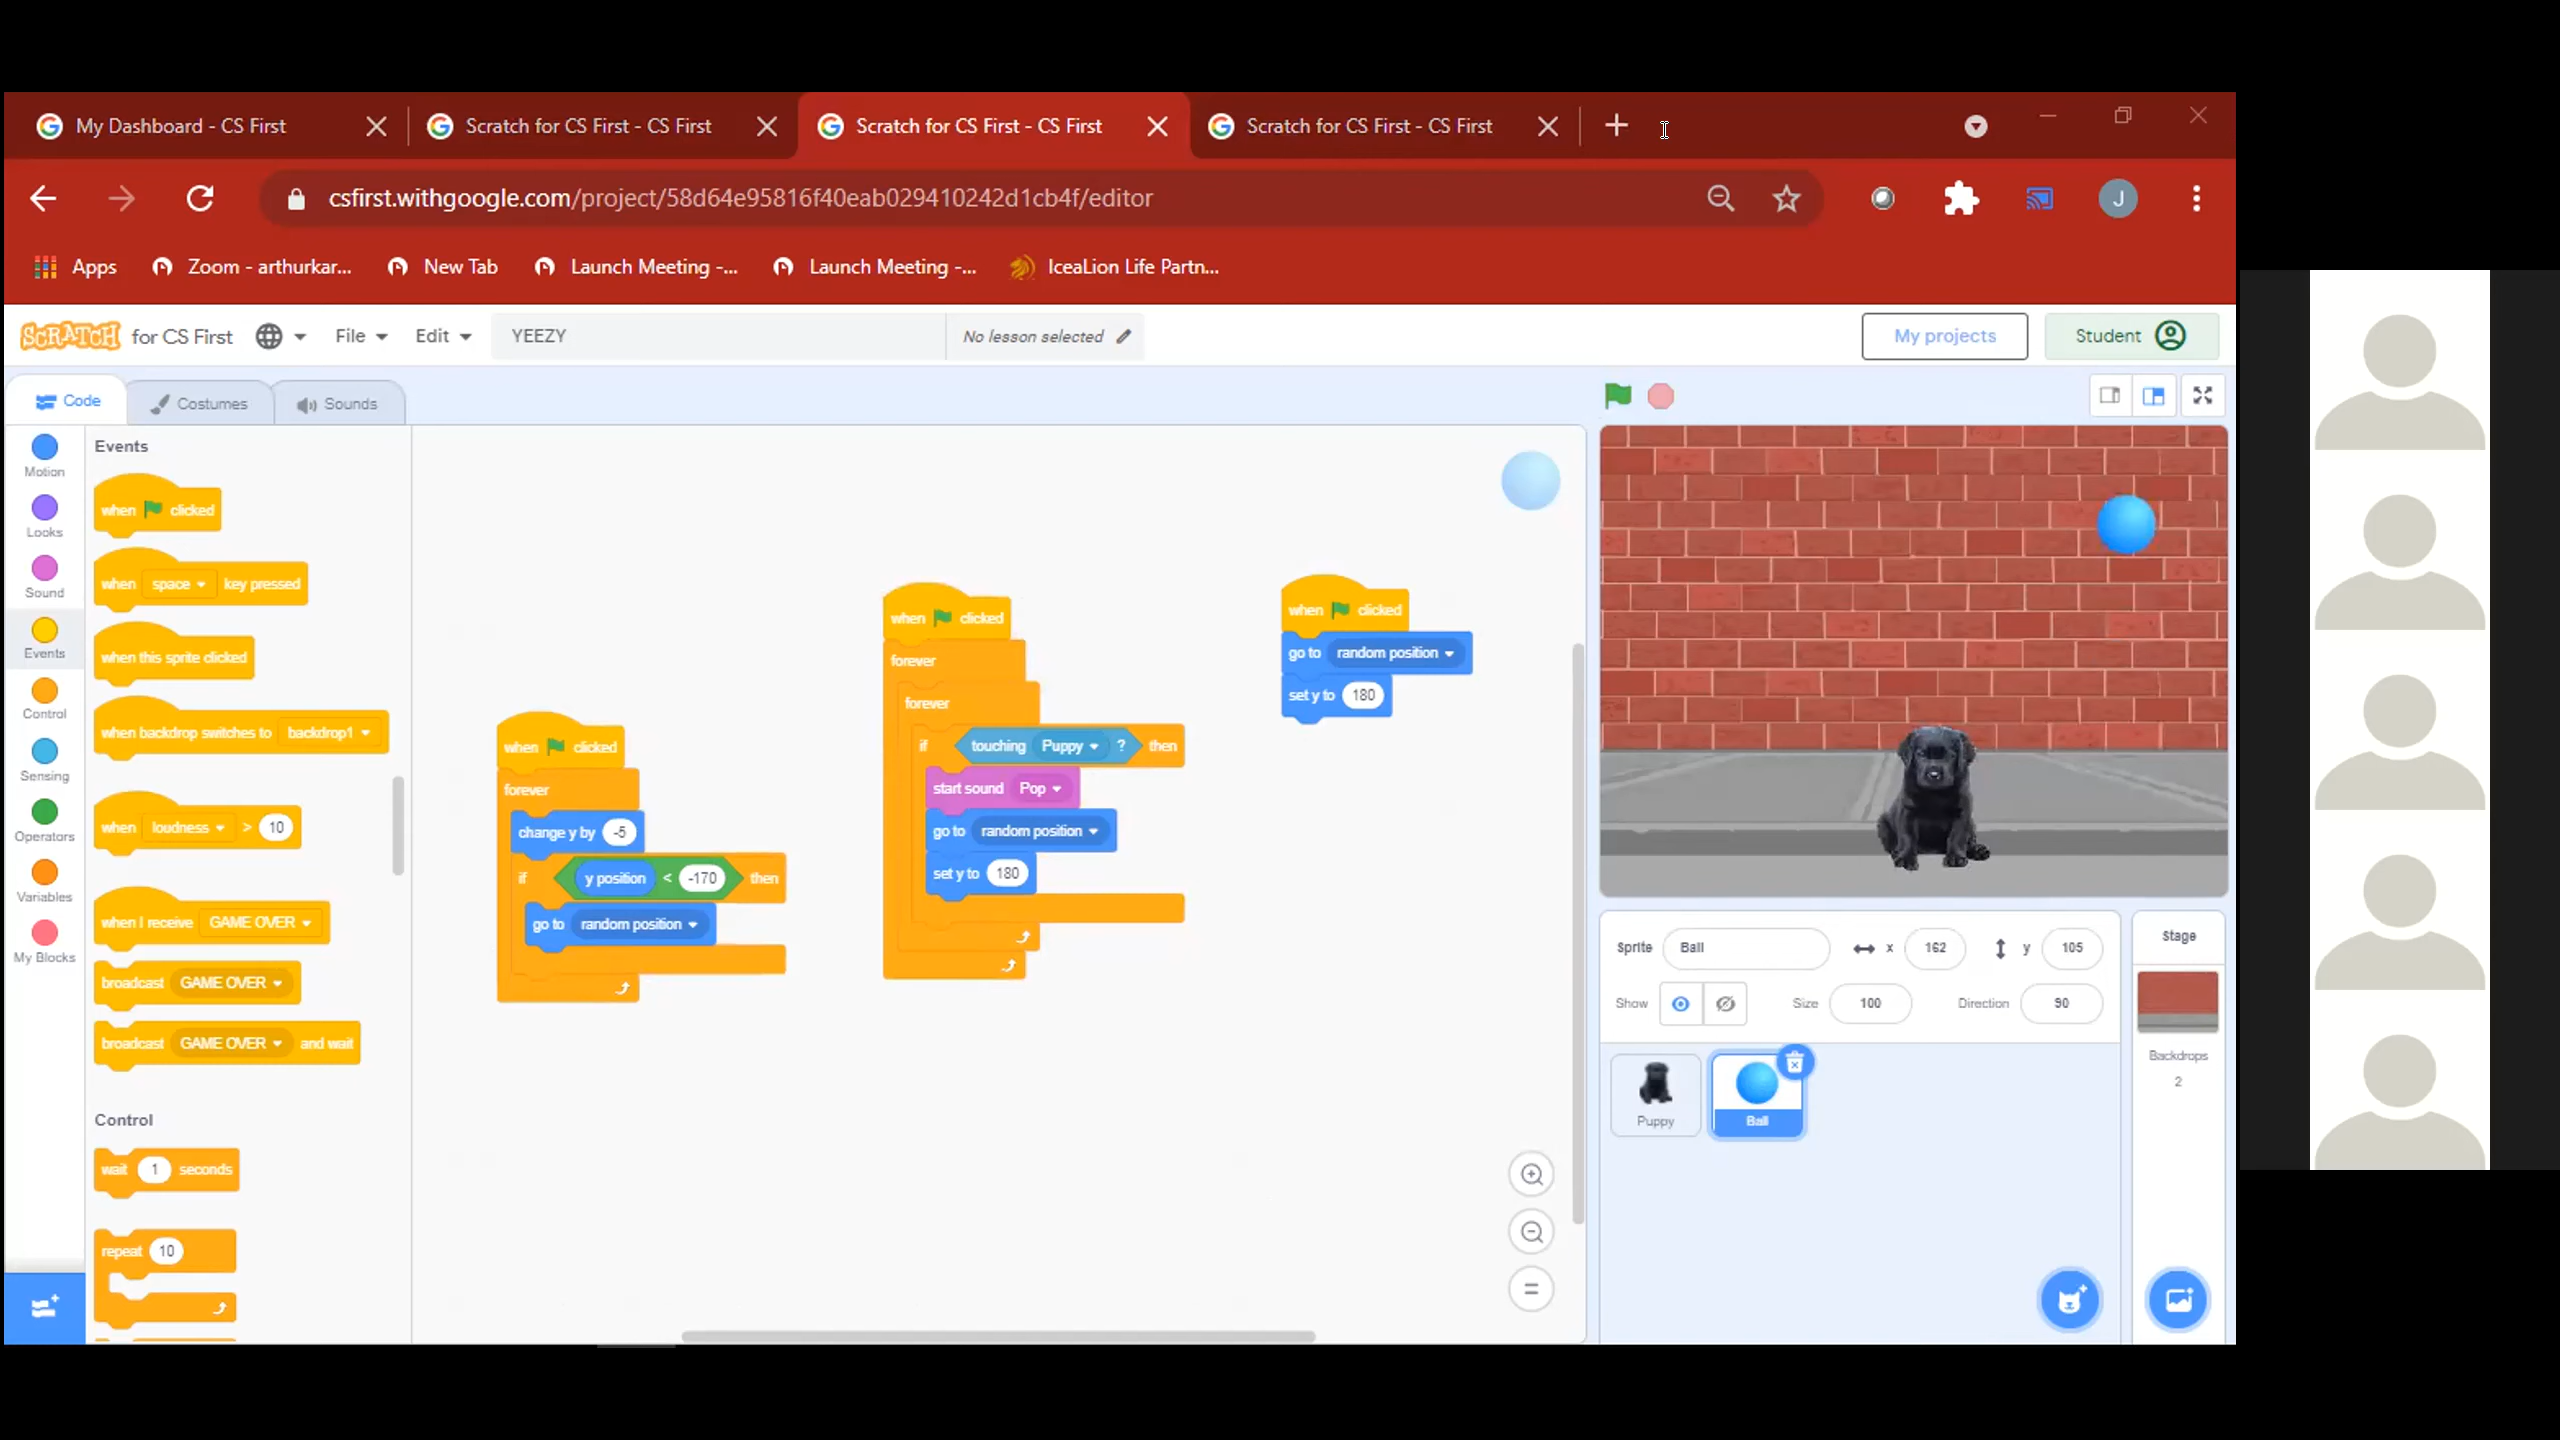 My Dashboard - CS First
Scratch for CS First - CS First
Scratch for CS First - CS First
Scratch for CS First - CS First
csfirst.withgoogle.com/project/58d64e95816f40eab029410242d1cb4f/editor
J
Apps
Zoom - arthurkar...
New Tab
Launch Meeting -...
Launch Meeting -...
IceaLion Life Partn...
SCRATCH for CS First
File
Edit
YEEZY
No lesson selected
My projects
Student
Code
Costumes
Sounds
Motion
Looks
Sound
Events
Control
Sensing
Operators
Variables
My Blocks
Events
when clicked
when space key pressed
when this sprite clicked
when backdrop switches to backdrop1
when loudness > 10
when I receive GAME OVER
broadcast GAME OVER
broadcast GAME OVER and wait
Control
wait 1 seconds
repeat 10
when clicked
forever
change y by -5
if y position < -170 then
go to random position
when clicked
forever
forever
if touching Puppy ? then
start sound Pop
go to random position
set y to 180
when clicked
go to random position
set y to 180
Sprite Ball x 162 y 105
Show Size 100 Direction 90
Puppy
Ball
Stage
Backdrops
2